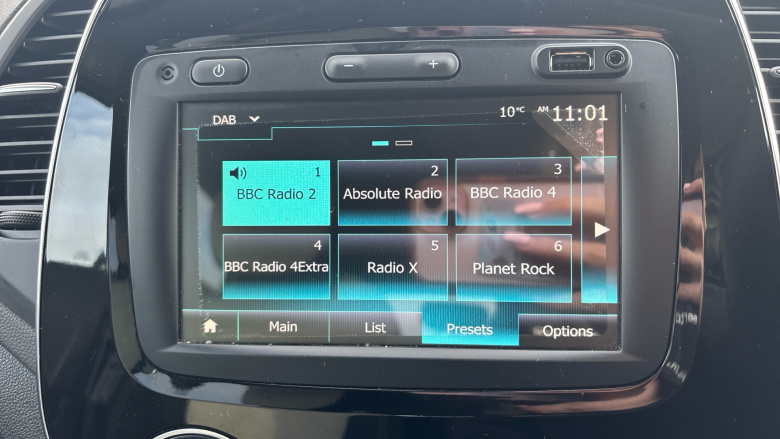 DAB 10°C AM 11:01
1 2 3
BBC Radio 2 Absolute Radio BBC Radio 4
4 5 6
BBC Radio 4Extra Radio X Planet Rock
Main List Presets Options